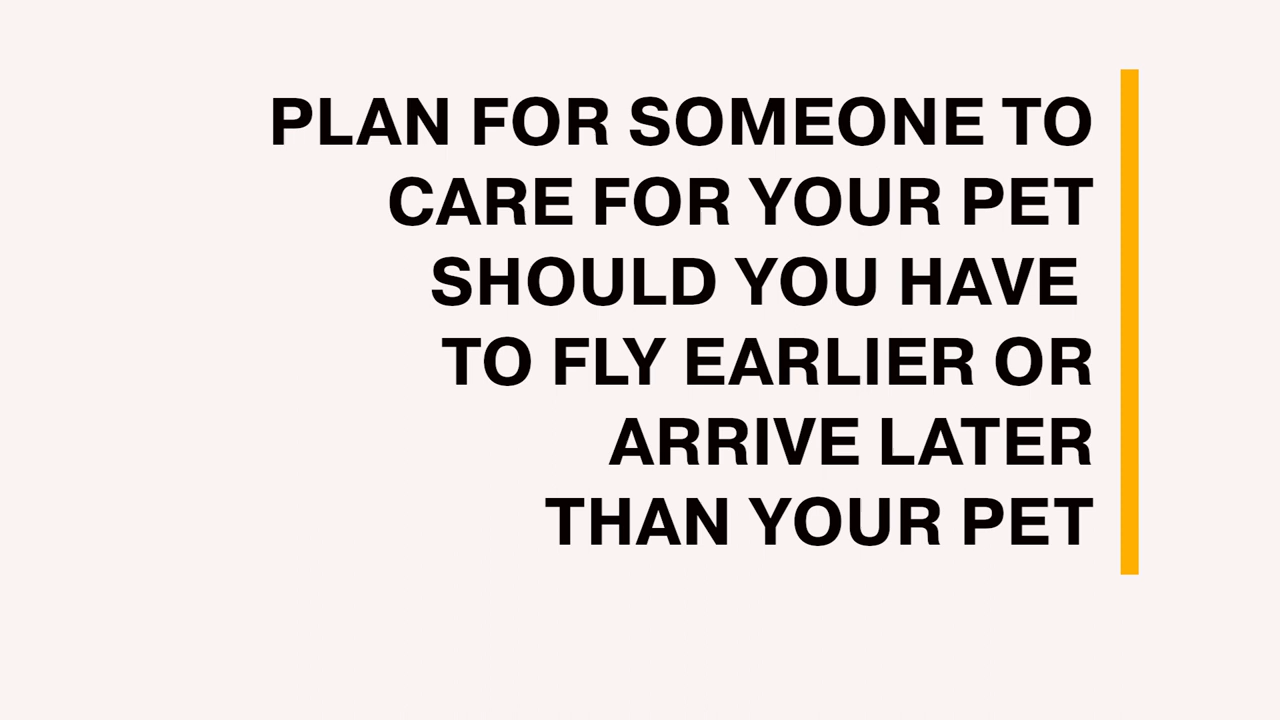 PLAN FOR SOMEONE TO
CARE FOR YOUR PET
SHOULD YOU HAVE
TO FLY EARLIER OR
ARRIVE LATER
THAN YOUR PET